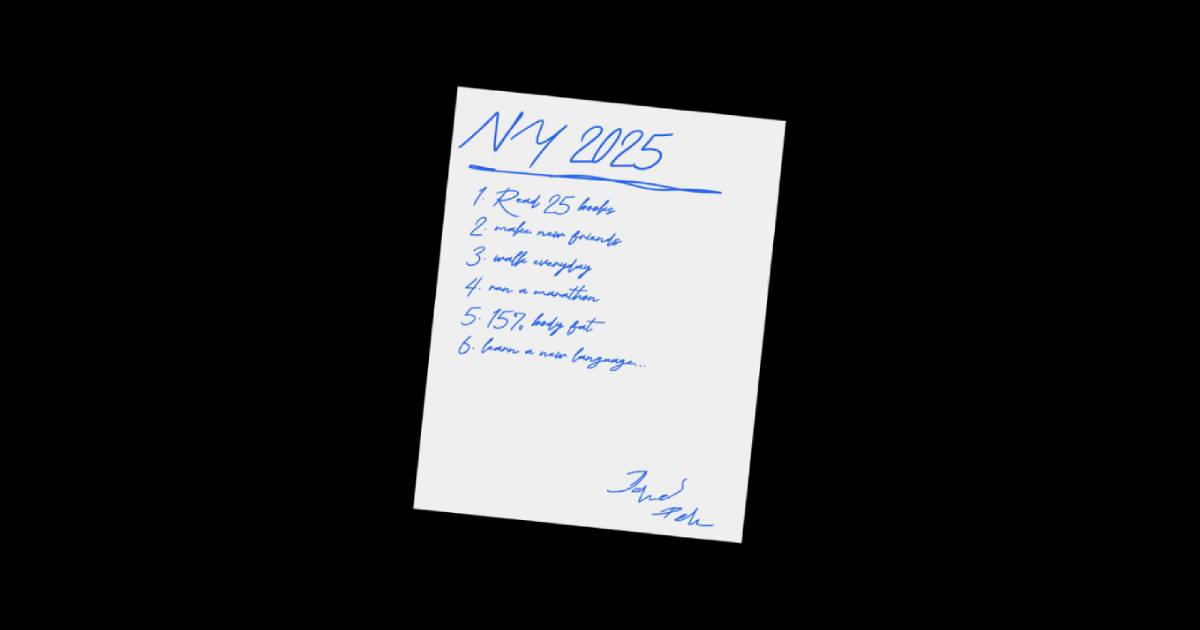 NY 2025
1. Read 25 books
2. make new friends
3. walk everyday
4. run a marathon
5. 15% body fat
6. learn a new language...